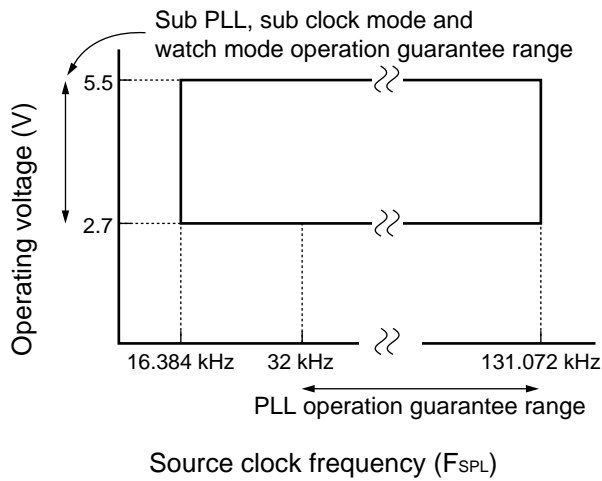 Sub PLL, sub clock mode and
watch mode operation guarantee range
5.5
Operating voltage (V)
2.7
16.384 kHz
32 kHz
131.072 kHz
PLL operation guarantee range
Source clock frequency (FSPL)